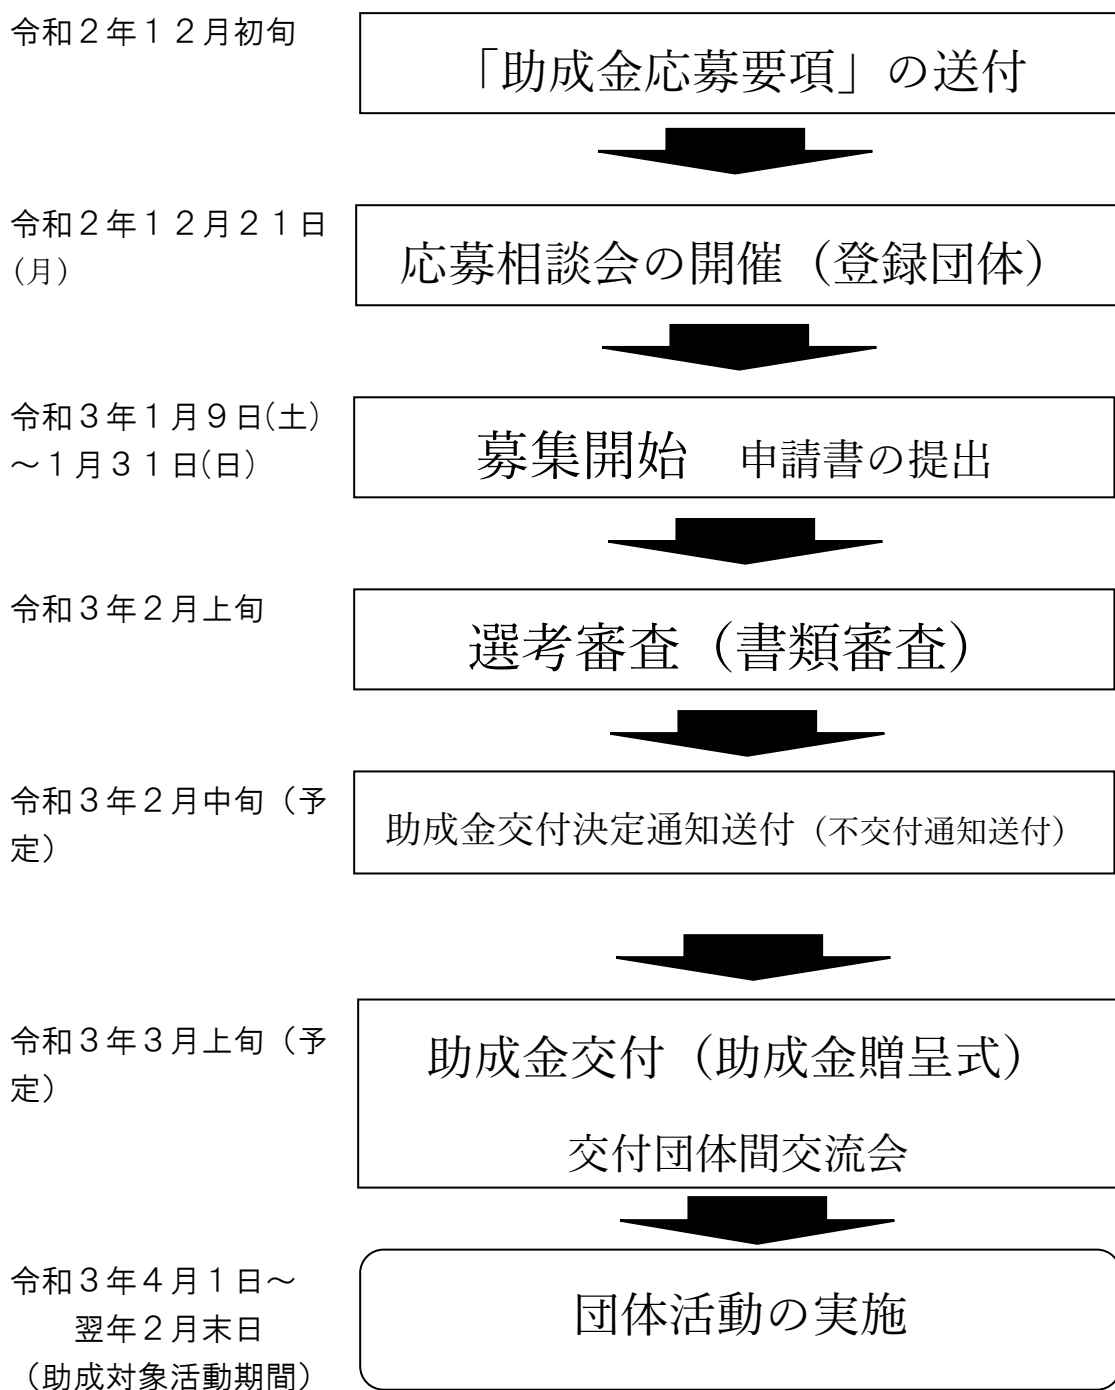 令和２年１２月初旬
「助成金応募要項」の送付
令和２年１２月２１日
(月)
応募相談会の開催（登録団体）
令和３年１月９日(土)
～１月３１日(日)
募集開始　申請書の提出
令和３年２月上旬
選考審査（書類審査）
令和３年２月中旬（予
定）
助成金交付決定通知送付（不交付通知送付）
令和３年３月上旬（予
定）
助成金交付（助成金贈呈式）
交付団体間交流会
令和３年４月１日～
翌年２月末日
（助成対象活動期間）
団体活動の実施